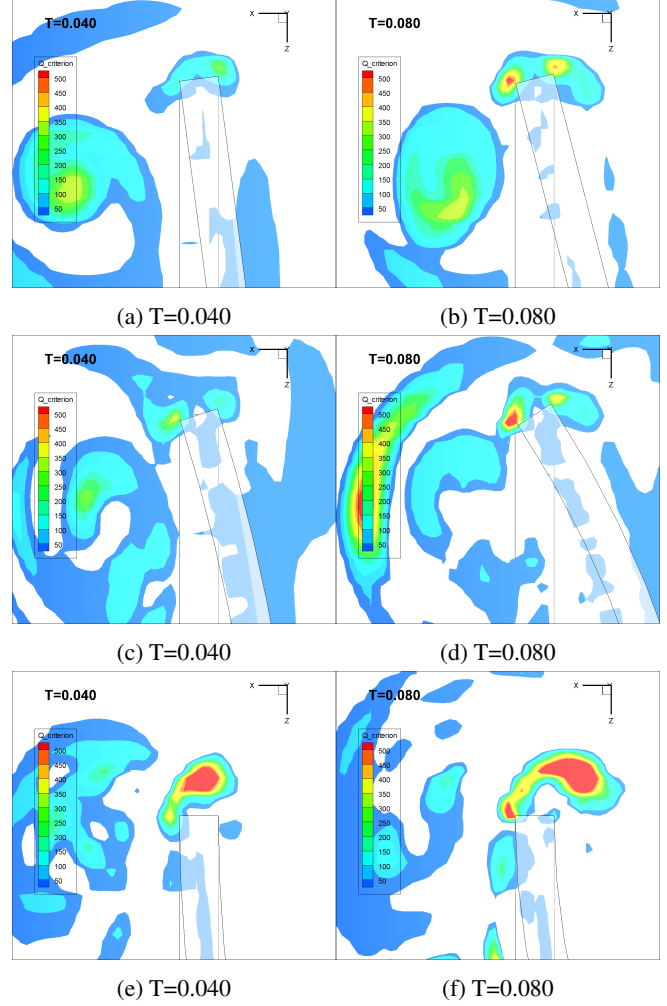 T=0.040
X
Z
Q_criterion
500
450
400
350
300
250
200
150
100
50
T=0.080
X
Z
Q_criterion
500
450
400
350
300
250
200
150
100
50
(a) T=0.040
(b) T=0.080
T=0.040
X
Z
Q_criterion
500
450
400
350
300
250
200
150
100
50
T=0.080
X
Z
Q_criterion
500
450
400
350
300
250
200
150
100
50
(c) T=0.040
(d) T=0.080
T=0.040
X
Z
Q_criterion
500
450
400
350
300
250
200
150
100
50
T=0.080
X
Z
Q_criterion
500
450
400
350
300
250
200
150
100
50
(e) T=0.040
(f) T=0.080